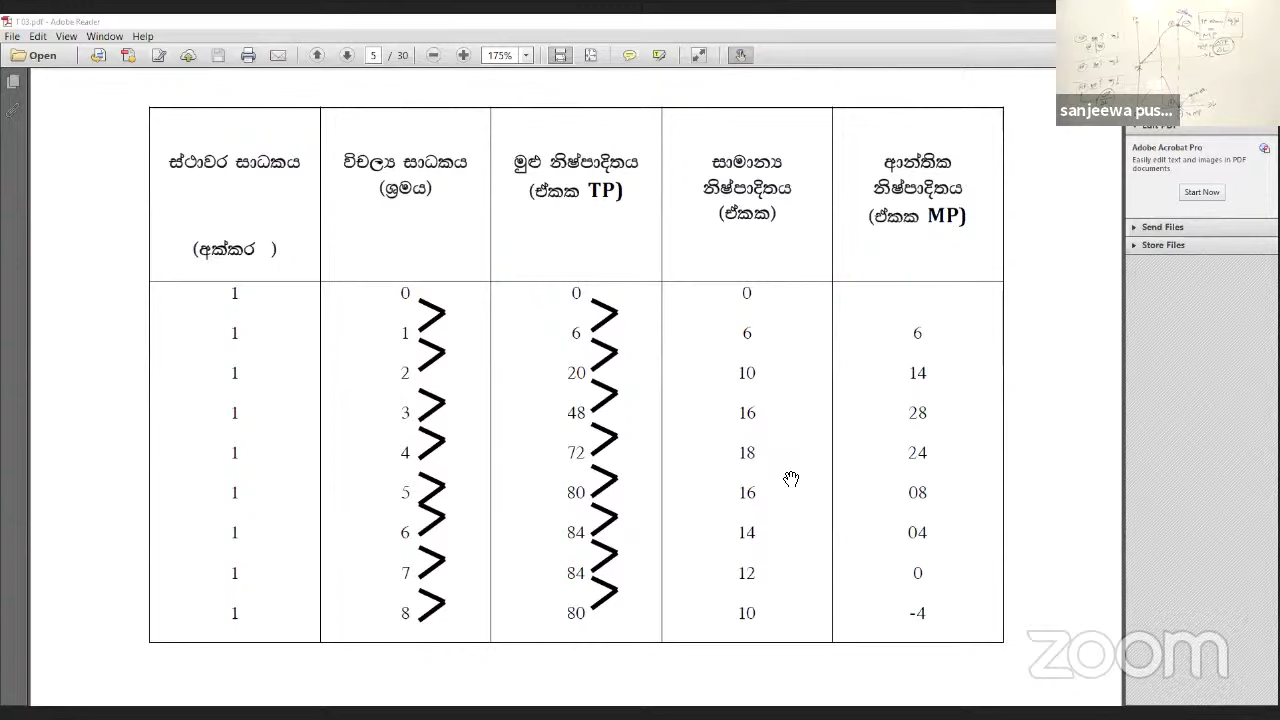 1 03.pdf - Adobe Reader
File Edit View Window Help
Open 5 / 30 175%
sanjeewa pus...
Adobe Acrobat Pro
Easily edit text and images in PDF
documents
Start Now
Send Files
Store Files
ස්ථාවර සාධකය
(අක්කර )
විචල්‍ය සාධකය
(ශ්‍රමය)
මුළු නිෂ්පාදිතය
(ඒකක TP)
සාමාන්‍ය
නිෂ්පාදිතය
(ඒකක)
ආන්තික
නිෂ්පාදිතය
(ඒකක MP)
1 0 0 0
1 1 6 6 6
1 2 20 10 14
1 3 48 16 28
1 4 72 18 24
1 5 80 16 08
1 6 84 14 04
1 7 84 12 0
1 8 80 10 -4
zoom